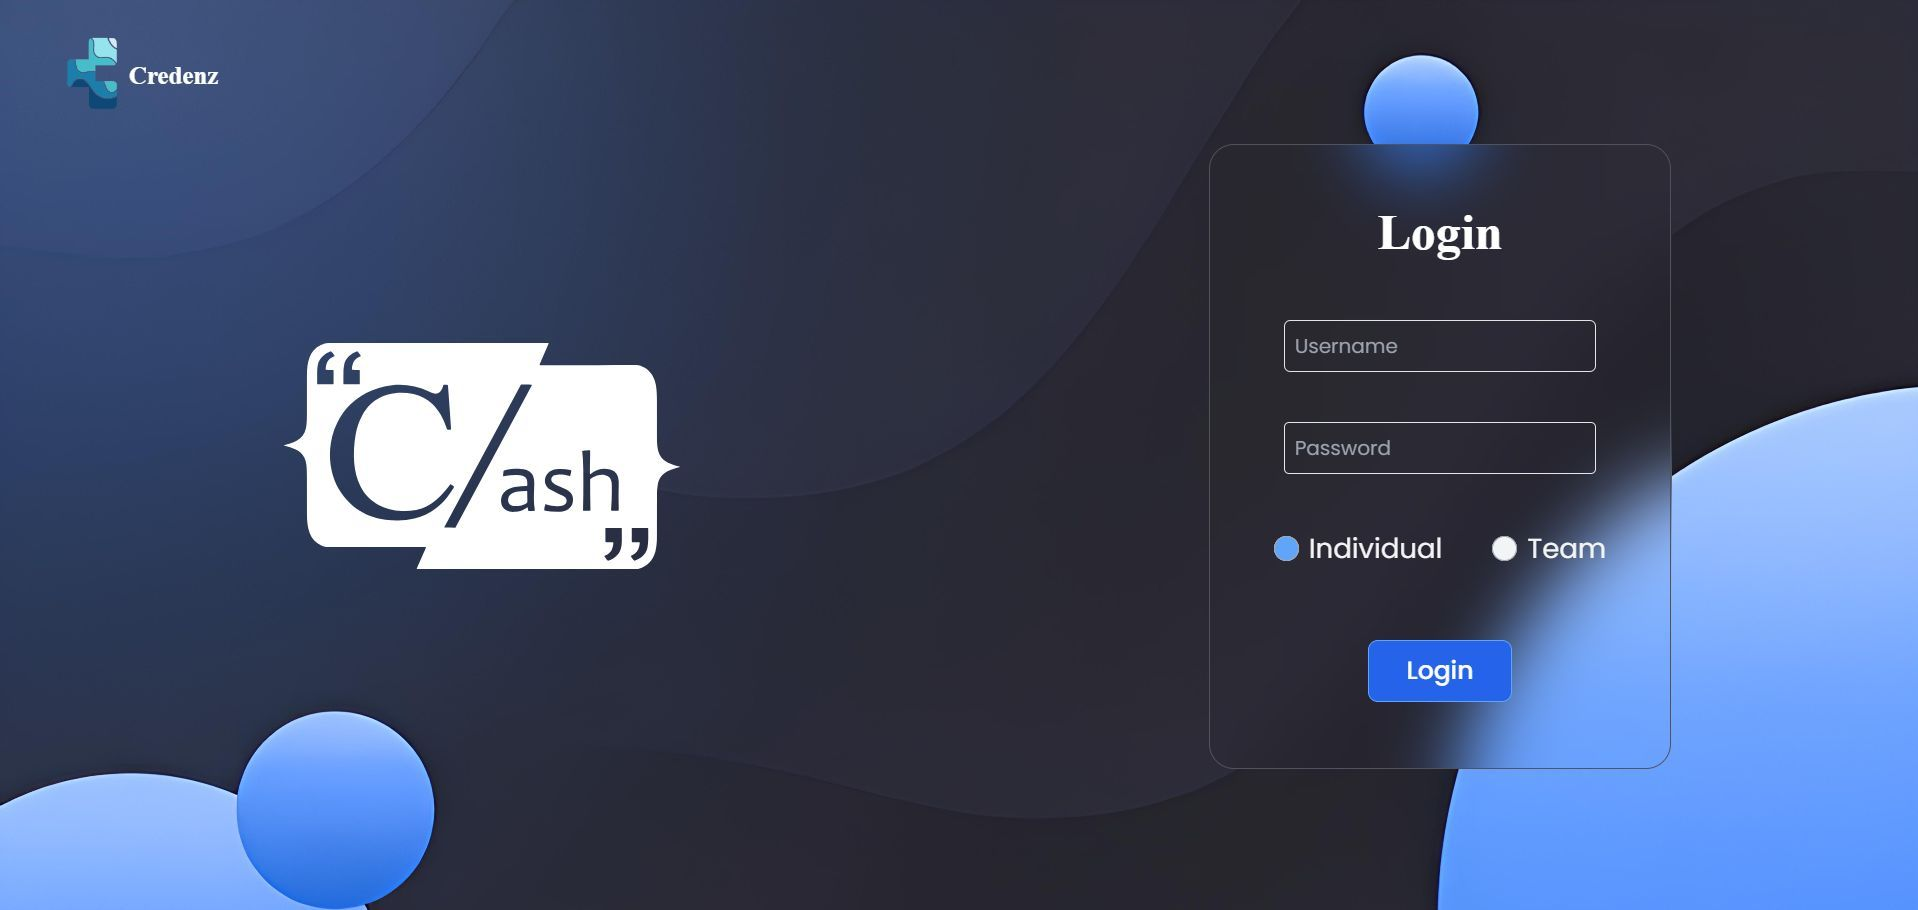 Credenz
Login
Username
“C/ash”
Password
Individual
Team
Login